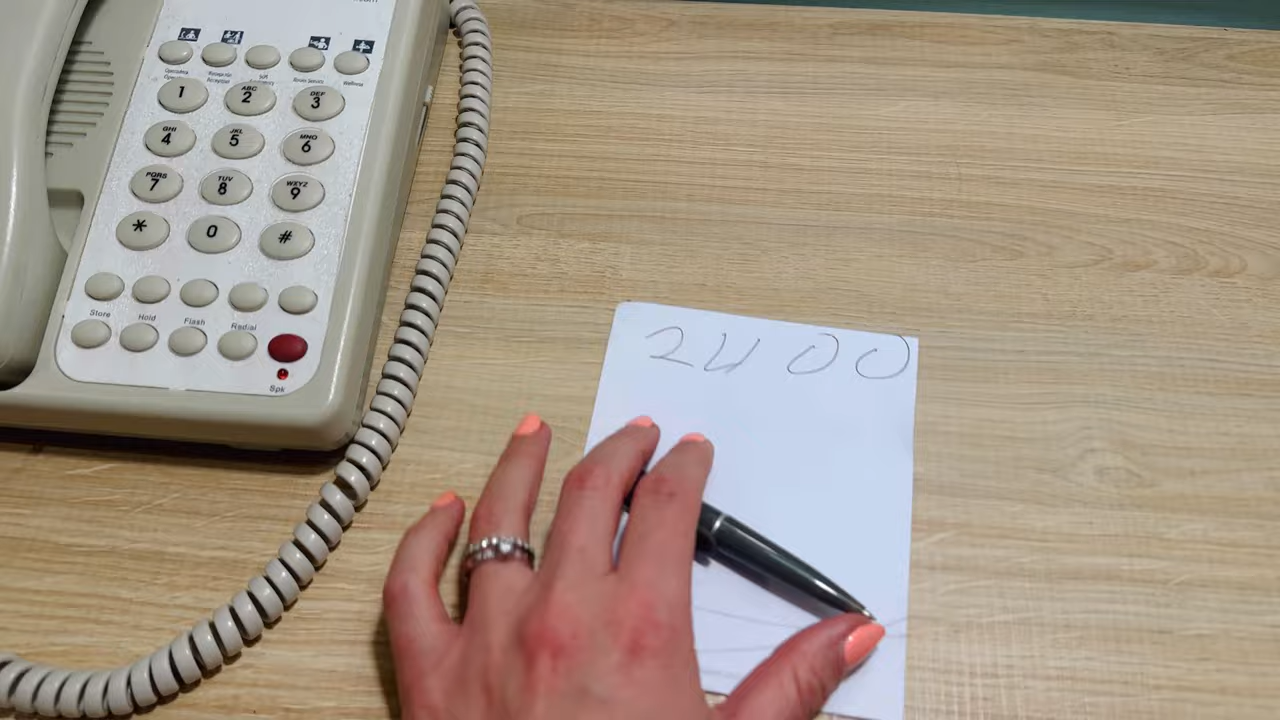 1
ABC 2
DEF 3
GHI 4
JKL 5
MNO 6
PQRS 7
TUV 8
WXYZ 9
*
0
#
Store Hold Flash Redial
Spk
2400